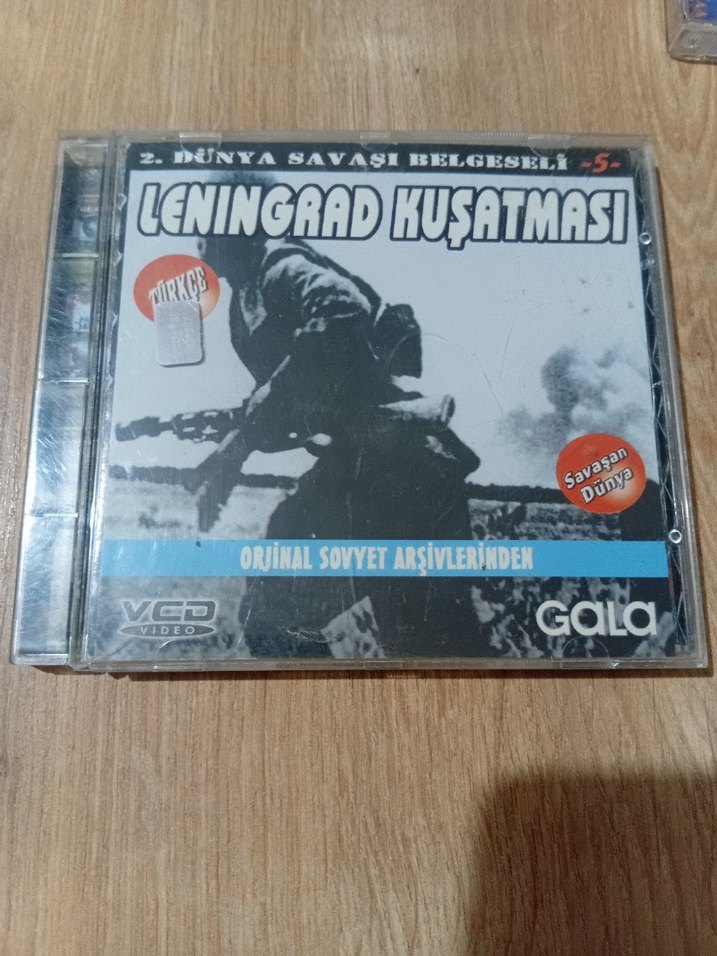 2. DÜNYA SAVAŞI BELGESELİ -5-
LENINGRAD KUŞATMASI
TÜRKÇE
Savaşan
Dünya
ORJİNAL SOVYET ARŞİVLERİNDEN
VCD
VIDEO
GALA